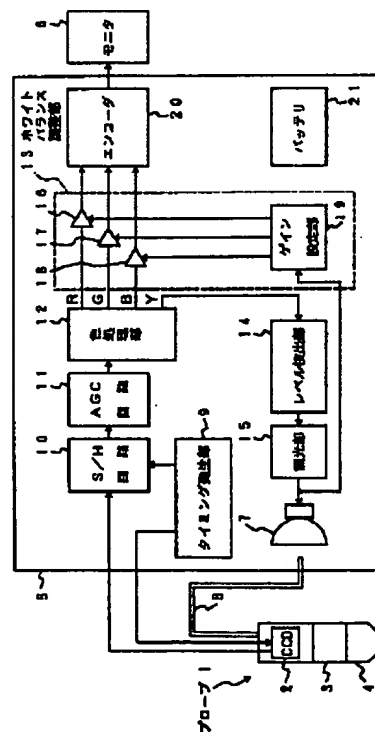 プローブ 1
CCD
2
3
4
5
8
S/H
回路
10
AGC
回路
11
色処理部
12
R
G
B
Y
タイミング発生部
9
7
調光部
15
レベル検出部
14
13 ホワイト
バランス
調整部
16
17
18
ゲイン
設定部
19
エンコーダ
20
バッテリ
21
モニタ
6